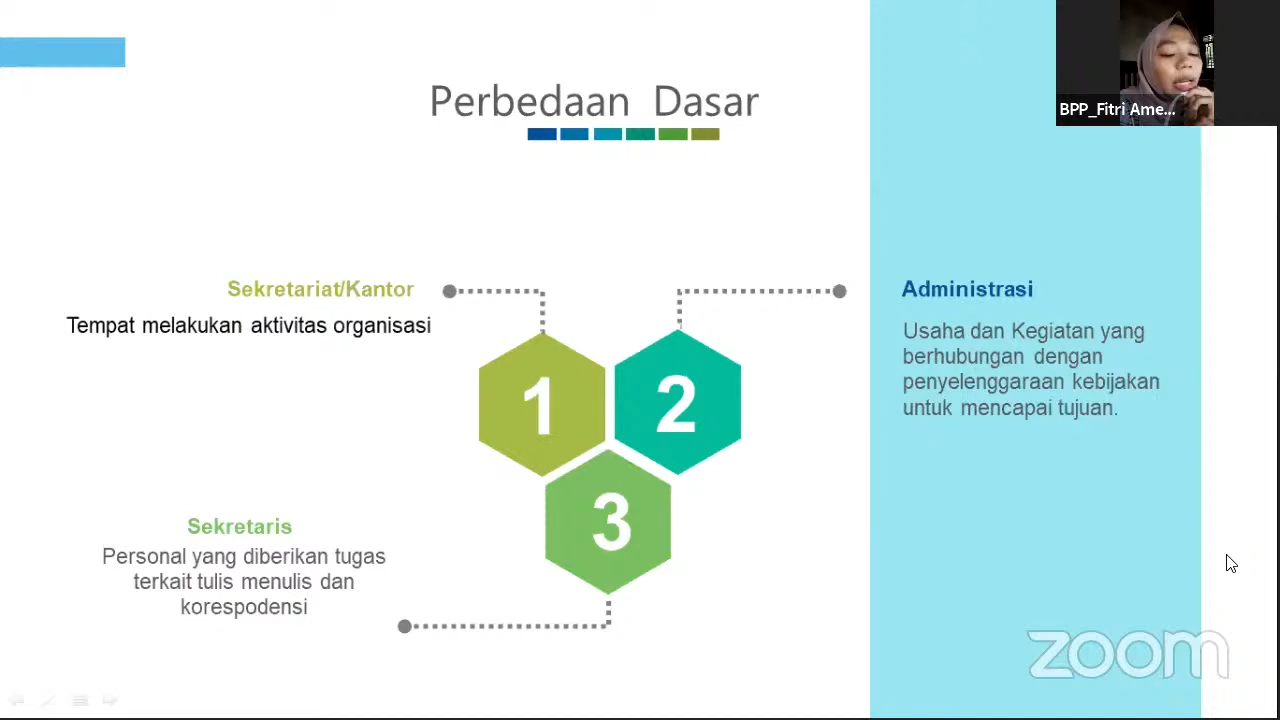 Perbedaan Dasar
BPP_Fitri Ame...
Sekretariat/Kantor
Tempat melakukan aktivitas organisasi
1
2
3
Administrasi
Usaha dan Kegiatan yang
berhubungan dengan
penyelenggaraan kebijakan
untuk mencapai tujuan.
Sekretaris
Personal yang diberikan tugas
terkait tulis menulis dan
korespodensi
zoom